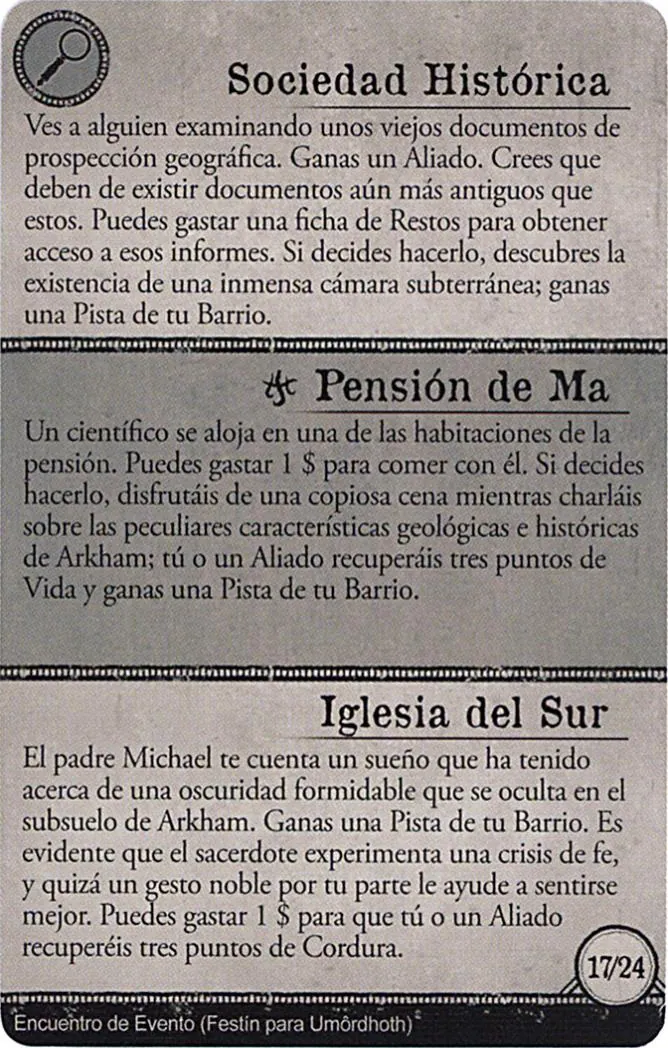 Sociedad Histórica
Ves a alguien examinando unos viejos documentos de
prospección geográfica. Ganas un Aliado. Crees que
deben de existir documentos aún más antiguos que
estos. Puedes gastar una ficha de Restos para obtener
acceso a esos informes. Si decides hacerlo, descubres la
existencia de una inmensa cámara subterránea; ganas
una Pista de tu Barrio.
Pensión de Ma
Un científico se aloja en una de las habitaciones de la
pensión. Puedes gastar 1 $ para comer con él. Si decides
hacerlo, disfrutáis de una copiosa cena mientras charláis
sobre las peculiares características geológicas e históricas
de Arkham; tú o un Aliado recuperáis tres puntos de
Vida y ganas una Pista de tu Barrio.
Iglesia del Sur
El padre Michael te cuenta un sueño que ha tenido
acerca de una oscuridad formidable que se oculta en el
subsuelo de Arkham. Ganas una Pista de tu Barrio. Es
evidente que el sacerdote experimenta una crisis de fe,
y quizá un gesto noble por tu parte le ayude a sentirse
mejor. Puedes gastar 1 $ para que tú o un Aliado
recuperéis tres puntos de Cordura.
17/24
Encuentro de Evento (Festín para Umôrdhoth)